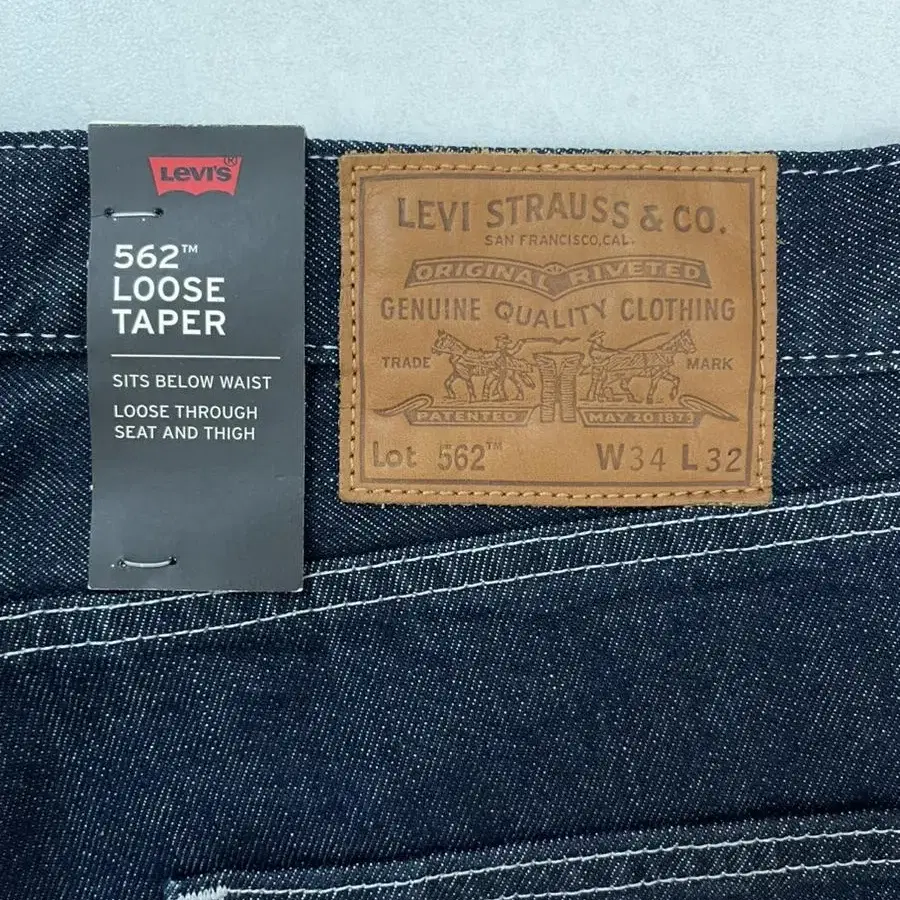 LEVI'S®
562™
LOOSE
TAPER
SITS BELOW WAIST
LOOSE THROUGH
SEAT AND THIGH
LEVI STRAUSS & CO.
SAN FRANCISCO, CAL.
ORIGINAL RIVETED
GENUINE QUALITY CLOTHING
TRADE MARK
PATENTED MAY 20 1873
Lot 562™ W34 L32